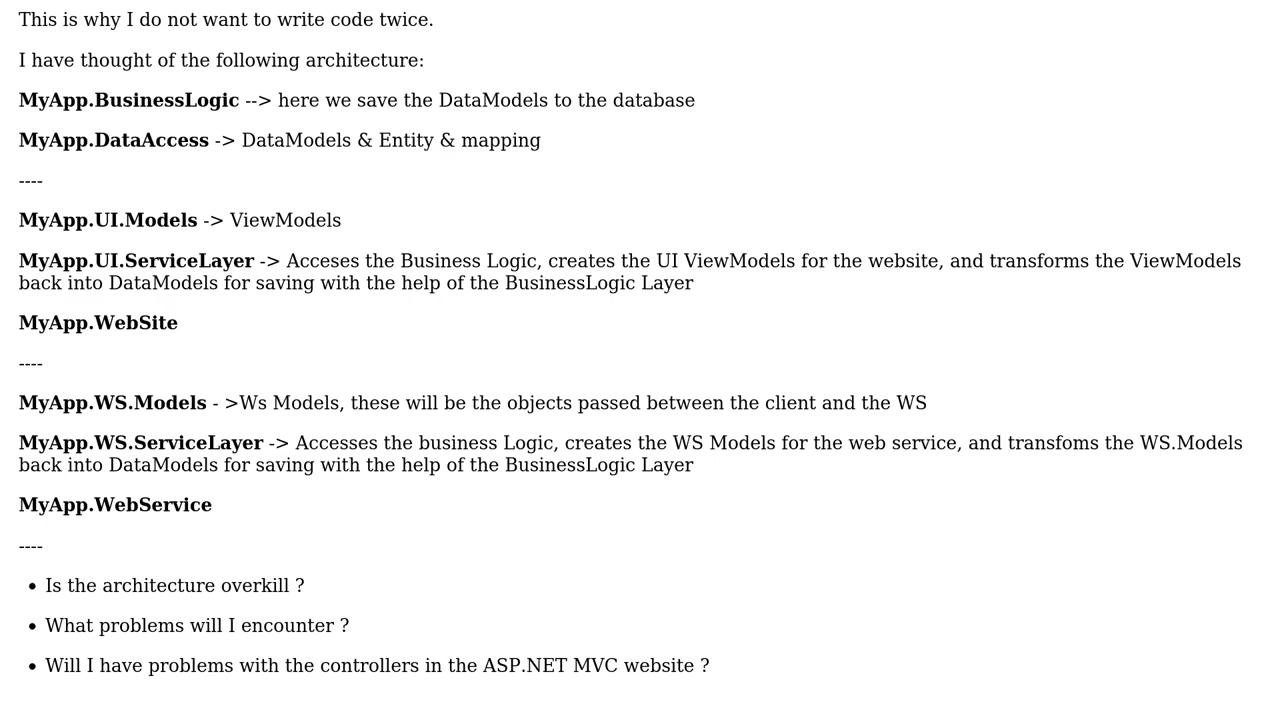 This is why I do not want to write code twice.
I have thought of the following architecture:
MyApp.BusinessLogic --> here we save the DataModels to the database
MyApp.DataAccess -> DataModels & Entity & mapping
----
MyApp.UI.Models -> ViewModels
MyApp.UI.ServiceLayer -> Acceses the Business Logic, creates the UI ViewModels for the website, and transforms the ViewModels
back into DataModels for saving with the help of the BusinessLogic Layer
MyApp.WebSite
----
MyApp.WS.Models - >Ws Models, these will be the objects passed between the client and the WS
MyApp.WS.ServiceLayer -> Accesses the business Logic, creates the WS Models for the web service, and transfoms the WS.Models
back into DataModels for saving with the help of the BusinessLogic Layer
MyApp.WebService
----
• Is the architecture overkill ?
• What problems will I encounter ?
• Will I have problems with the controllers in the ASP.NET MVC website ?